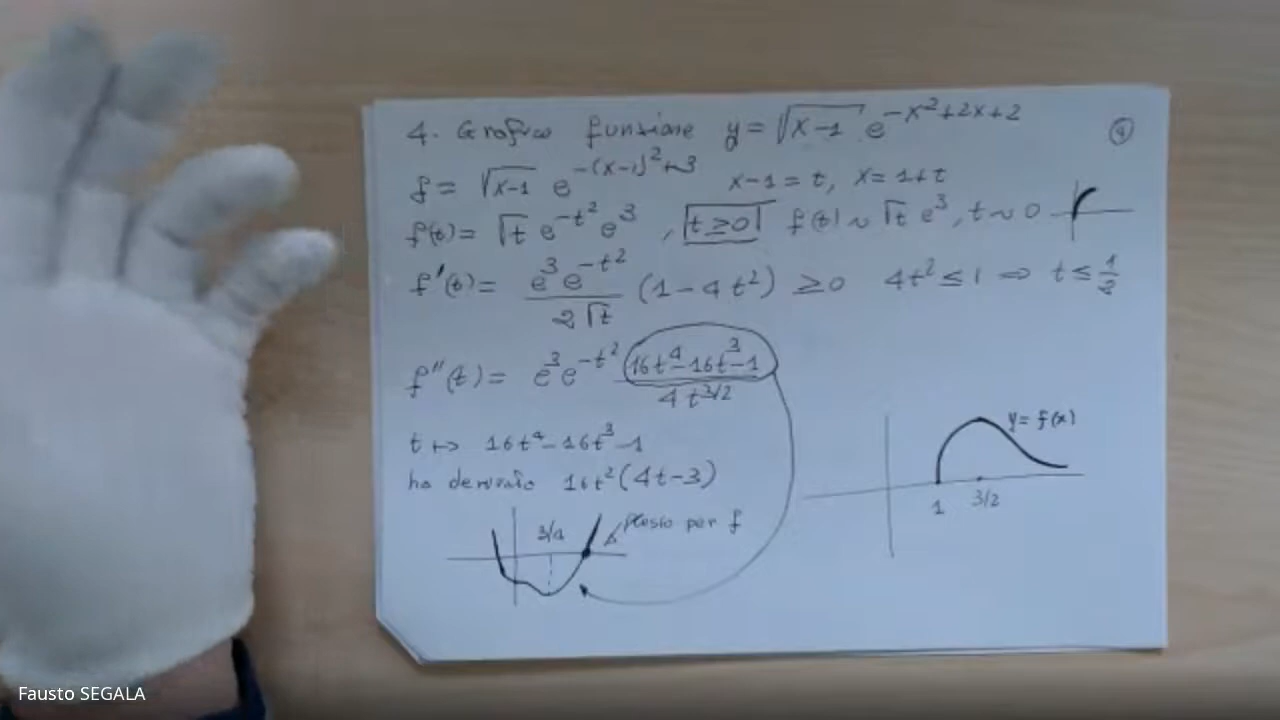 4. Grafico funzione y = √(x-1) e^(-x²+2x+2)
④
f = √(x-1) e^(-(x-1)²+3)   x-1 = t, x = 1+t
f(t) = √t e^(-t²) e³, t ≥ 0   f(t) ~ √t e³, t ~ 0
f'(t) = (e³ e^(-t²))/(2√t) (1-4t²) ≥ 0   4t² ≤ 1 ⇒ t ≤ 1/2
f''(t) = e³ e^(-t²) (16t⁴-16t³-1)/(4t^(3/2))
t ↦ 16t⁴-16t³-1
ha derivata 16t²(4t-3)
3/4
flesso per f
y = f(x)
1
3/2
Fausto SEGALA